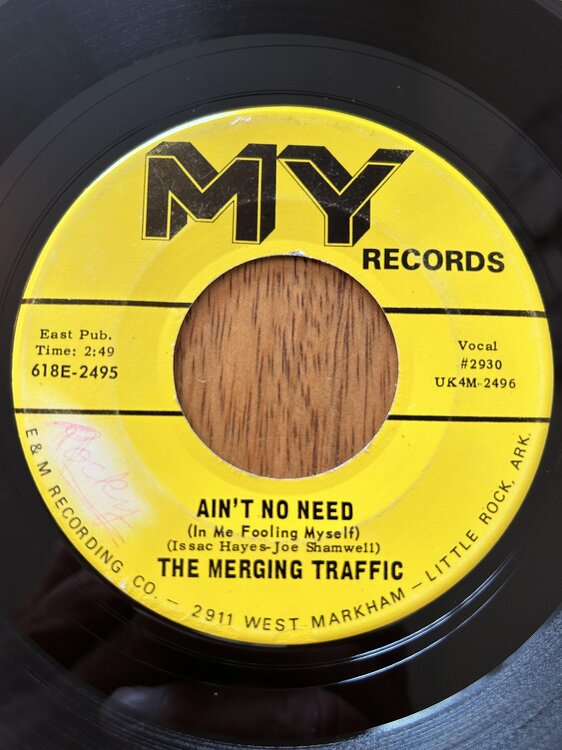 MY
RECORDS
East Pub.
Time: 2:49
618E-2495
Vocal
#2930
UK4M-2496
Rocky
AIN'T NO NEED
(In Me Fooling Myself)
(Issac Hayes-Joe Shamwell)
THE MERGING TRAFFIC
E & M RECORDING CO. — 2911 WEST MARKHAM — LITTLE ROCK, ARK.